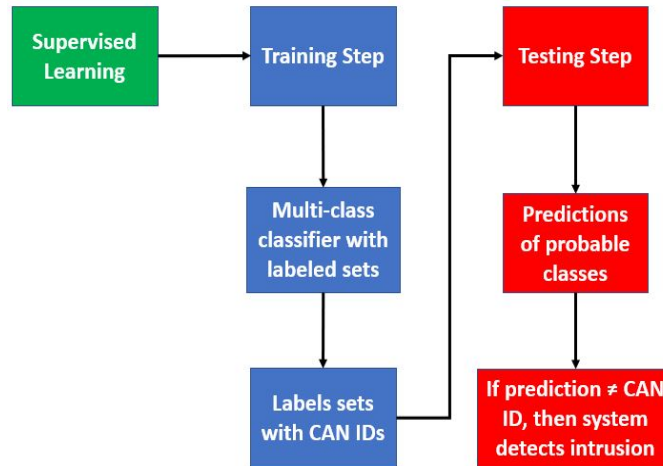 Supervised
Learning
Training Step
Multi-class
classifier with
labeled sets
Labels sets
with CAN IDs
Testing Step
Predictions
of probable
classes
If prediction ≠ CAN
ID, then system
detects intrusion